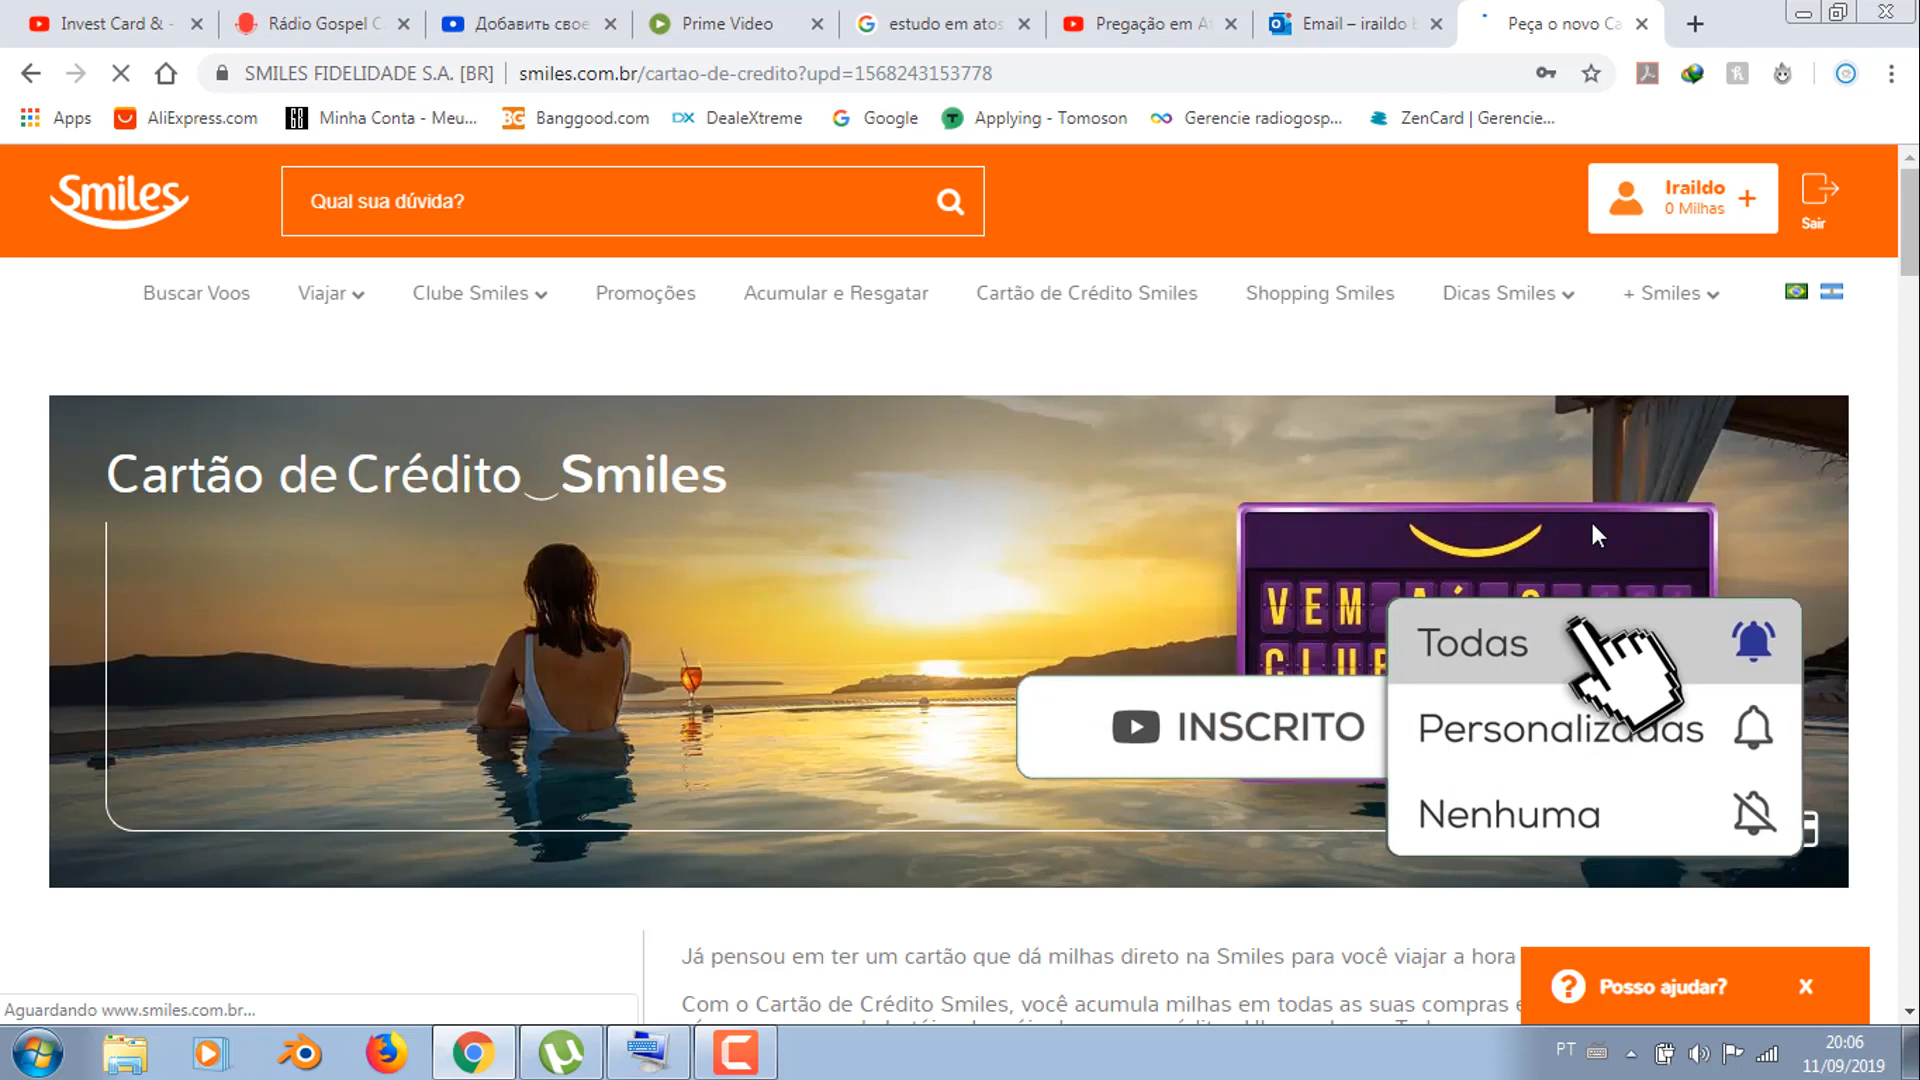 Invest Card & -
Rádio Gospel C
Добавить свое
Prime Video
estudo em atos
Pregação em At
Email – iraildo b
Peça o novo Ca
SMILES FIDELIDADE S.A. [BR]
smiles.com.br/cartao-de-credito?upd=1568243153778
Apps
AliExpress.com
Minha Conta - Meu...
Banggood.com
DX DealeXtreme
Google
Applying - Tomoson
Gerencie radiogosp...
ZenCard | Gerencie...
Smiles
Qual sua dúvida?
Iraildo
0 Milhas
+
Sair
Buscar Voos
Viajar
Clube Smiles
Promoções
Acumular e Resgatar
Cartão de Crédito Smiles
Shopping Smiles
Dicas Smiles
+ Smiles
Cartão de Crédito Smiles
VEM
CLUB
INSCRITO
Todas
Personalizadas
Nenhuma
Já pensou em ter um cartão que dá milhas direto na Smiles para você viajar a hora
Com o Cartão de Crédito Smiles, você acumula milhas em todas as suas compras e
Posso ajudar?
x
Aguardando www.smiles.com.br...
PT
20:06
11/09/2019